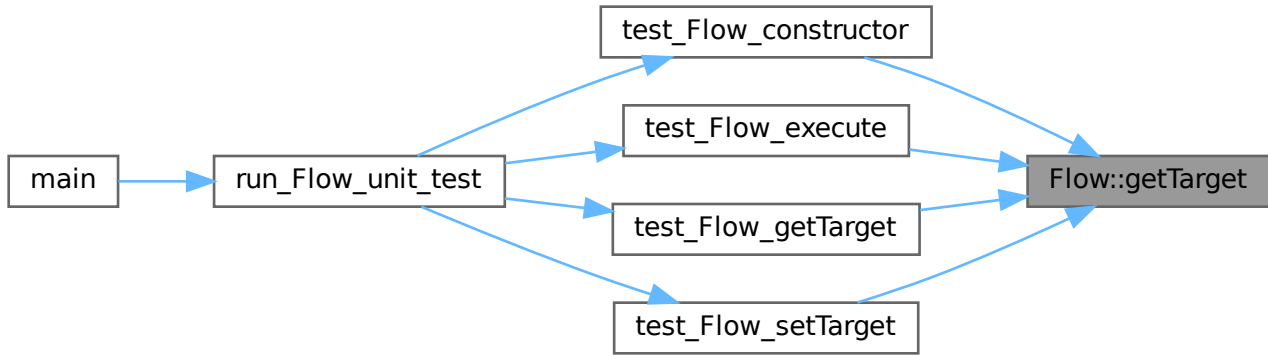 main
run_Flow_unit_test
test_Flow_constructor
test_Flow_execute
test_Flow_getTarget
test_Flow_setTarget
Flow::getTarget